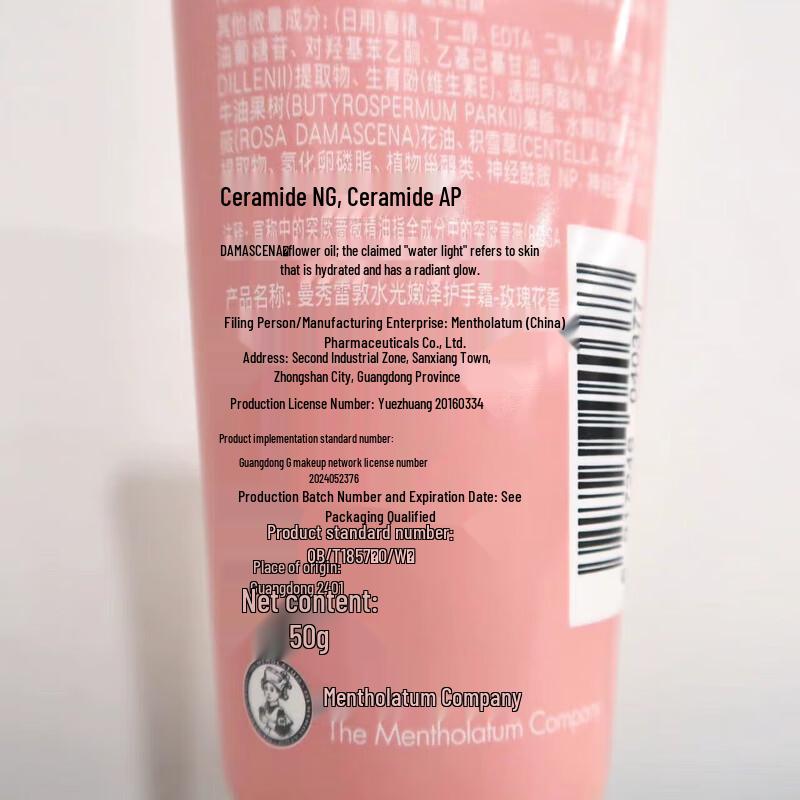 其他微量成分: (日用)香精、丁二醇、EDTA 二钠、1,2-
油葡糖苷、对羟基苯乙酮、乙基己基甘油、仙人掌
DILLENII)提取物、生育酚(维生素E)、透明质酸钠、1,2-
牛油果树(BUTYROSPERMUM PARKII)果脂、水解
薇(ROSA DAMASCENA)花油、积雪草(CENTELLA AS
提取物、氢化卵磷脂、植物甾醇类、神经酰胺 NP、神经
Ceramide NG, Ceramide AP
注释: 宣称中的突厥蔷薇精油指全成分中的突厥蔷薇(ROSA
DAMASCENA) flower oil; the claimed "water light" refers to skin
that is hydrated and has a radiant glow.
产品名称: 曼秀雷敦水光嫩泽护手霜-玫瑰花香
Filing Person/Manufacturing Enterprise: Mentholatum (China)
Pharmaceuticals Co., Ltd.
Address: Second Industrial Zone, Sanxiang Town,
Zhongshan City, Guangdong Province
Production License Number: Yuezhuang 20160334
Product implementation standard number:
Guangdong G makeup network license number
2024052376
Production Batch Number and Expiration Date: See
Packaging Qualified
Product standard number:
Place of origin:
Guangdong 2401
Net content:
50g
Mentholatum Company
The Mentholatum Company